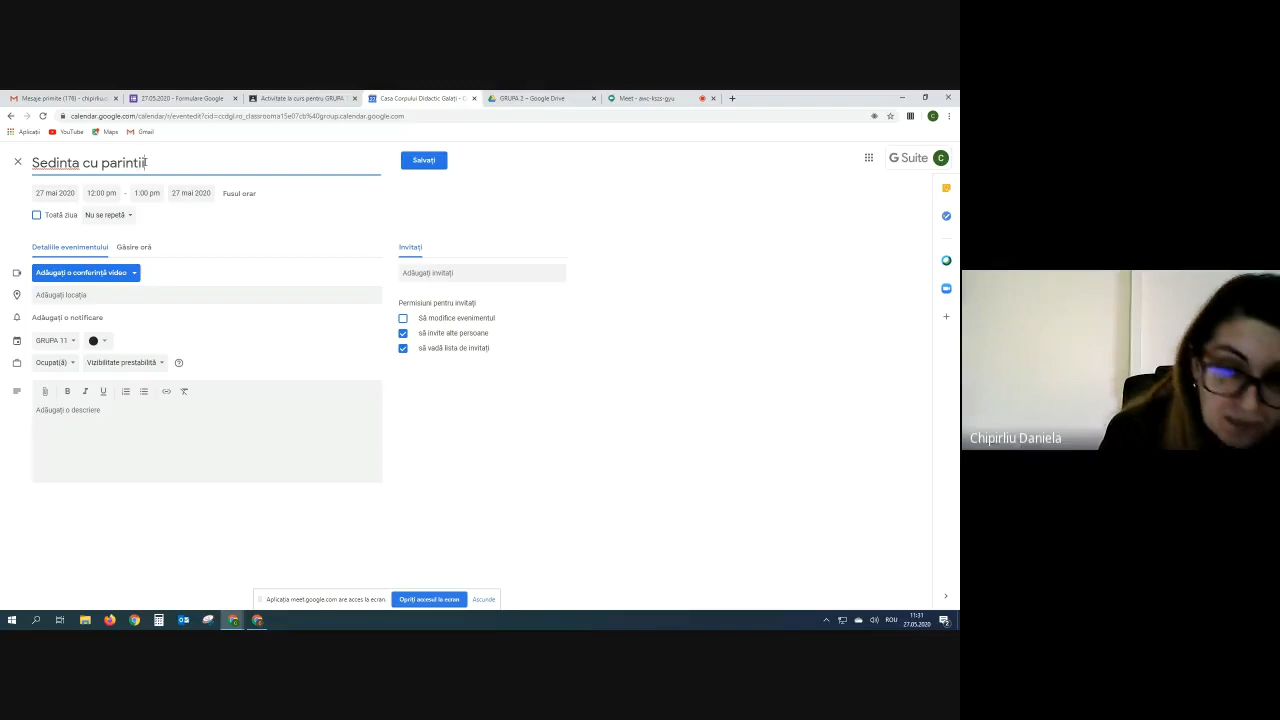 Mesaje primite (176) - chipirliu
27.05.2020 - Formulare Google
Activitate la curs pentru GRUPA
Casa Corpului Didactic Galați - C
GRUPA 2 – Google Drive
Meet - awc-kszs-gyu
calendar.google.com/calendar/r/eventedit?cid=ccdgl.ro_classrooma15e07cb%40group.calendar.google.com
Aplicații
YouTube
Maps
Gmail
Sedinta cu parintii
Salvați
G Suite
C
27 mai 2020
12:00 pm
-
1:00 pm
27 mai 2020
Fusul orar
Toată ziua
Nu se repetă
Detaliile evenimentului
Găsire oră
Invitați
Adăugați o conferință video
Adăugați invitați
Adăugați locația
Permisiuni pentru invitați
Adăugați o notificare
Să modifice evenimentul
să invite alte persoane
GRUPA 11
să vadă lista de invitați
Ocupat(ă)
Vizibilitate prestabilită
B I U
Adăugați o descriere
Chipirliu Daniela
Aplicația meet.google.com are acces la ecran.
Opriți accesul la ecran
Ascunde
ROU
11:31
27.05.2020